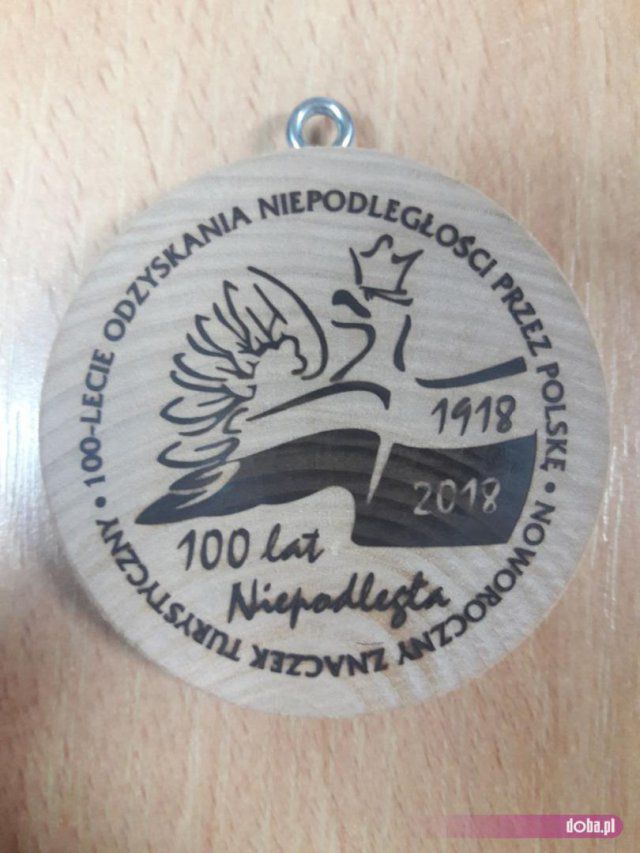 • 100-LECIE ODZYSKANIA NIEPODLEGŁOŚCI PRZEZ POLSKĘ •
NOWOROCZNY ZNACZEK TURYSTYCZNY
1918
2018
100 lat
Niepodległa
doba.pl